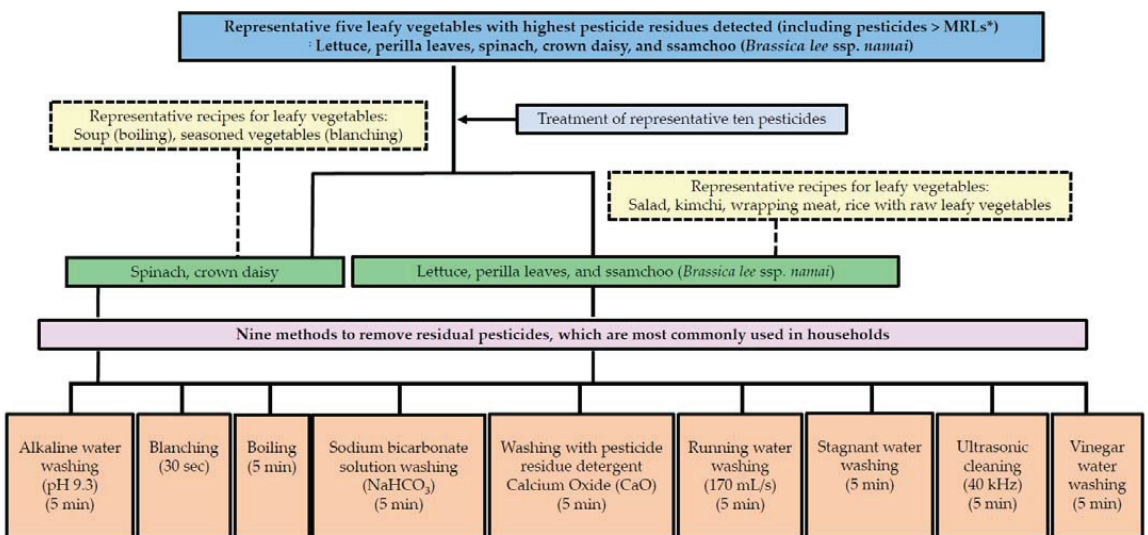 Representative five leafy vegetables with highest pesticide residues detected (including pesticides > MRLs*)
: Lettuce, perilla leaves, spinach, crown daisy, and ssamchoo (Brassica lee ssp. namai)
Representative recipes for leafy vegetables:
Soup (boiling), seasoned vegetables (blanching)
Treatment of representative ten pesticides
Representative recipes for leafy vegetables:
Salad, kimchi, wrapping meat, rice with raw leafy vegetables
Spinach, crown daisy
Lettuce, perilla leaves, and ssamchoo (Brassica lee ssp. namai)
Nine methods to remove residual pesticides, which are most commonly used in households
Alkaline water
washing
(pH 9.3)
(5 min)
Blanching
(30 sec)
Boiling
(5 min)
Sodium bicarbonate
solution washing
(NaHCO₃)
(5 min)
Washing with pesticide
residue detergent
Calcium Oxide (CaO)
(5 min)
Running water
washing
(170 mL/s)
(5 min)
Stagnant water
washing
(5 min)
Ultrasonic
cleaning
(40 kHz)
(5 min)
Vinegar
water
washing
(5 min)